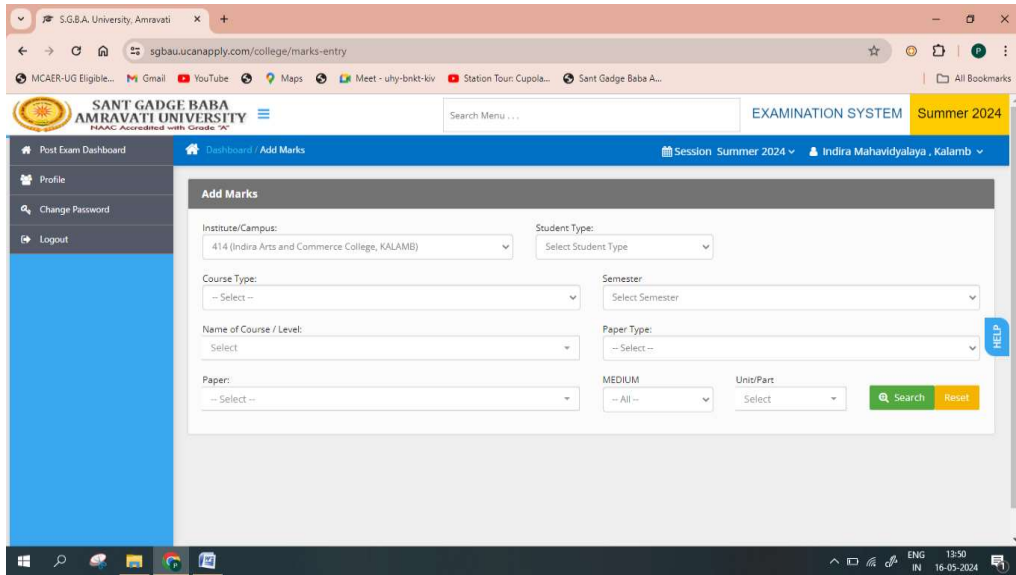 S.G.B.A. University, Amravati
sgbau.ucanapply.com/college/marks-entry
P
MCAER-UG Eligible... Gmail YouTube Maps Meet - uhy-bnkt-kiv Station Tour: Cupola... Sant Gadge Baba A... All Bookmarks
SANT GADGE BABA
AMRAVATI UNIVERSITY
NAAC Accredited with Grade "A"
Search Menu . . .
EXAMINATION SYSTEM
Summer 2024
Post Exam Dashboard
Dashboard / Add Marks
Session Summer 2024
Indira Mahavidyalaya , Kalamb
Profile
Change Password
Logout
Add Marks
Institute/Campus: Student Type:
414 (Indira Arts and Commerce College, KALAMB) Select Student Type
Course Type: Semester
-- Select -- Select Semester
Name of Course / Level: Paper Type:
Select -- Select --
HELP
Paper: MEDIUM Unit/Part
-- Select -- -- All -- Select Search Reset
ENG 13:50
IN 16-05-2024